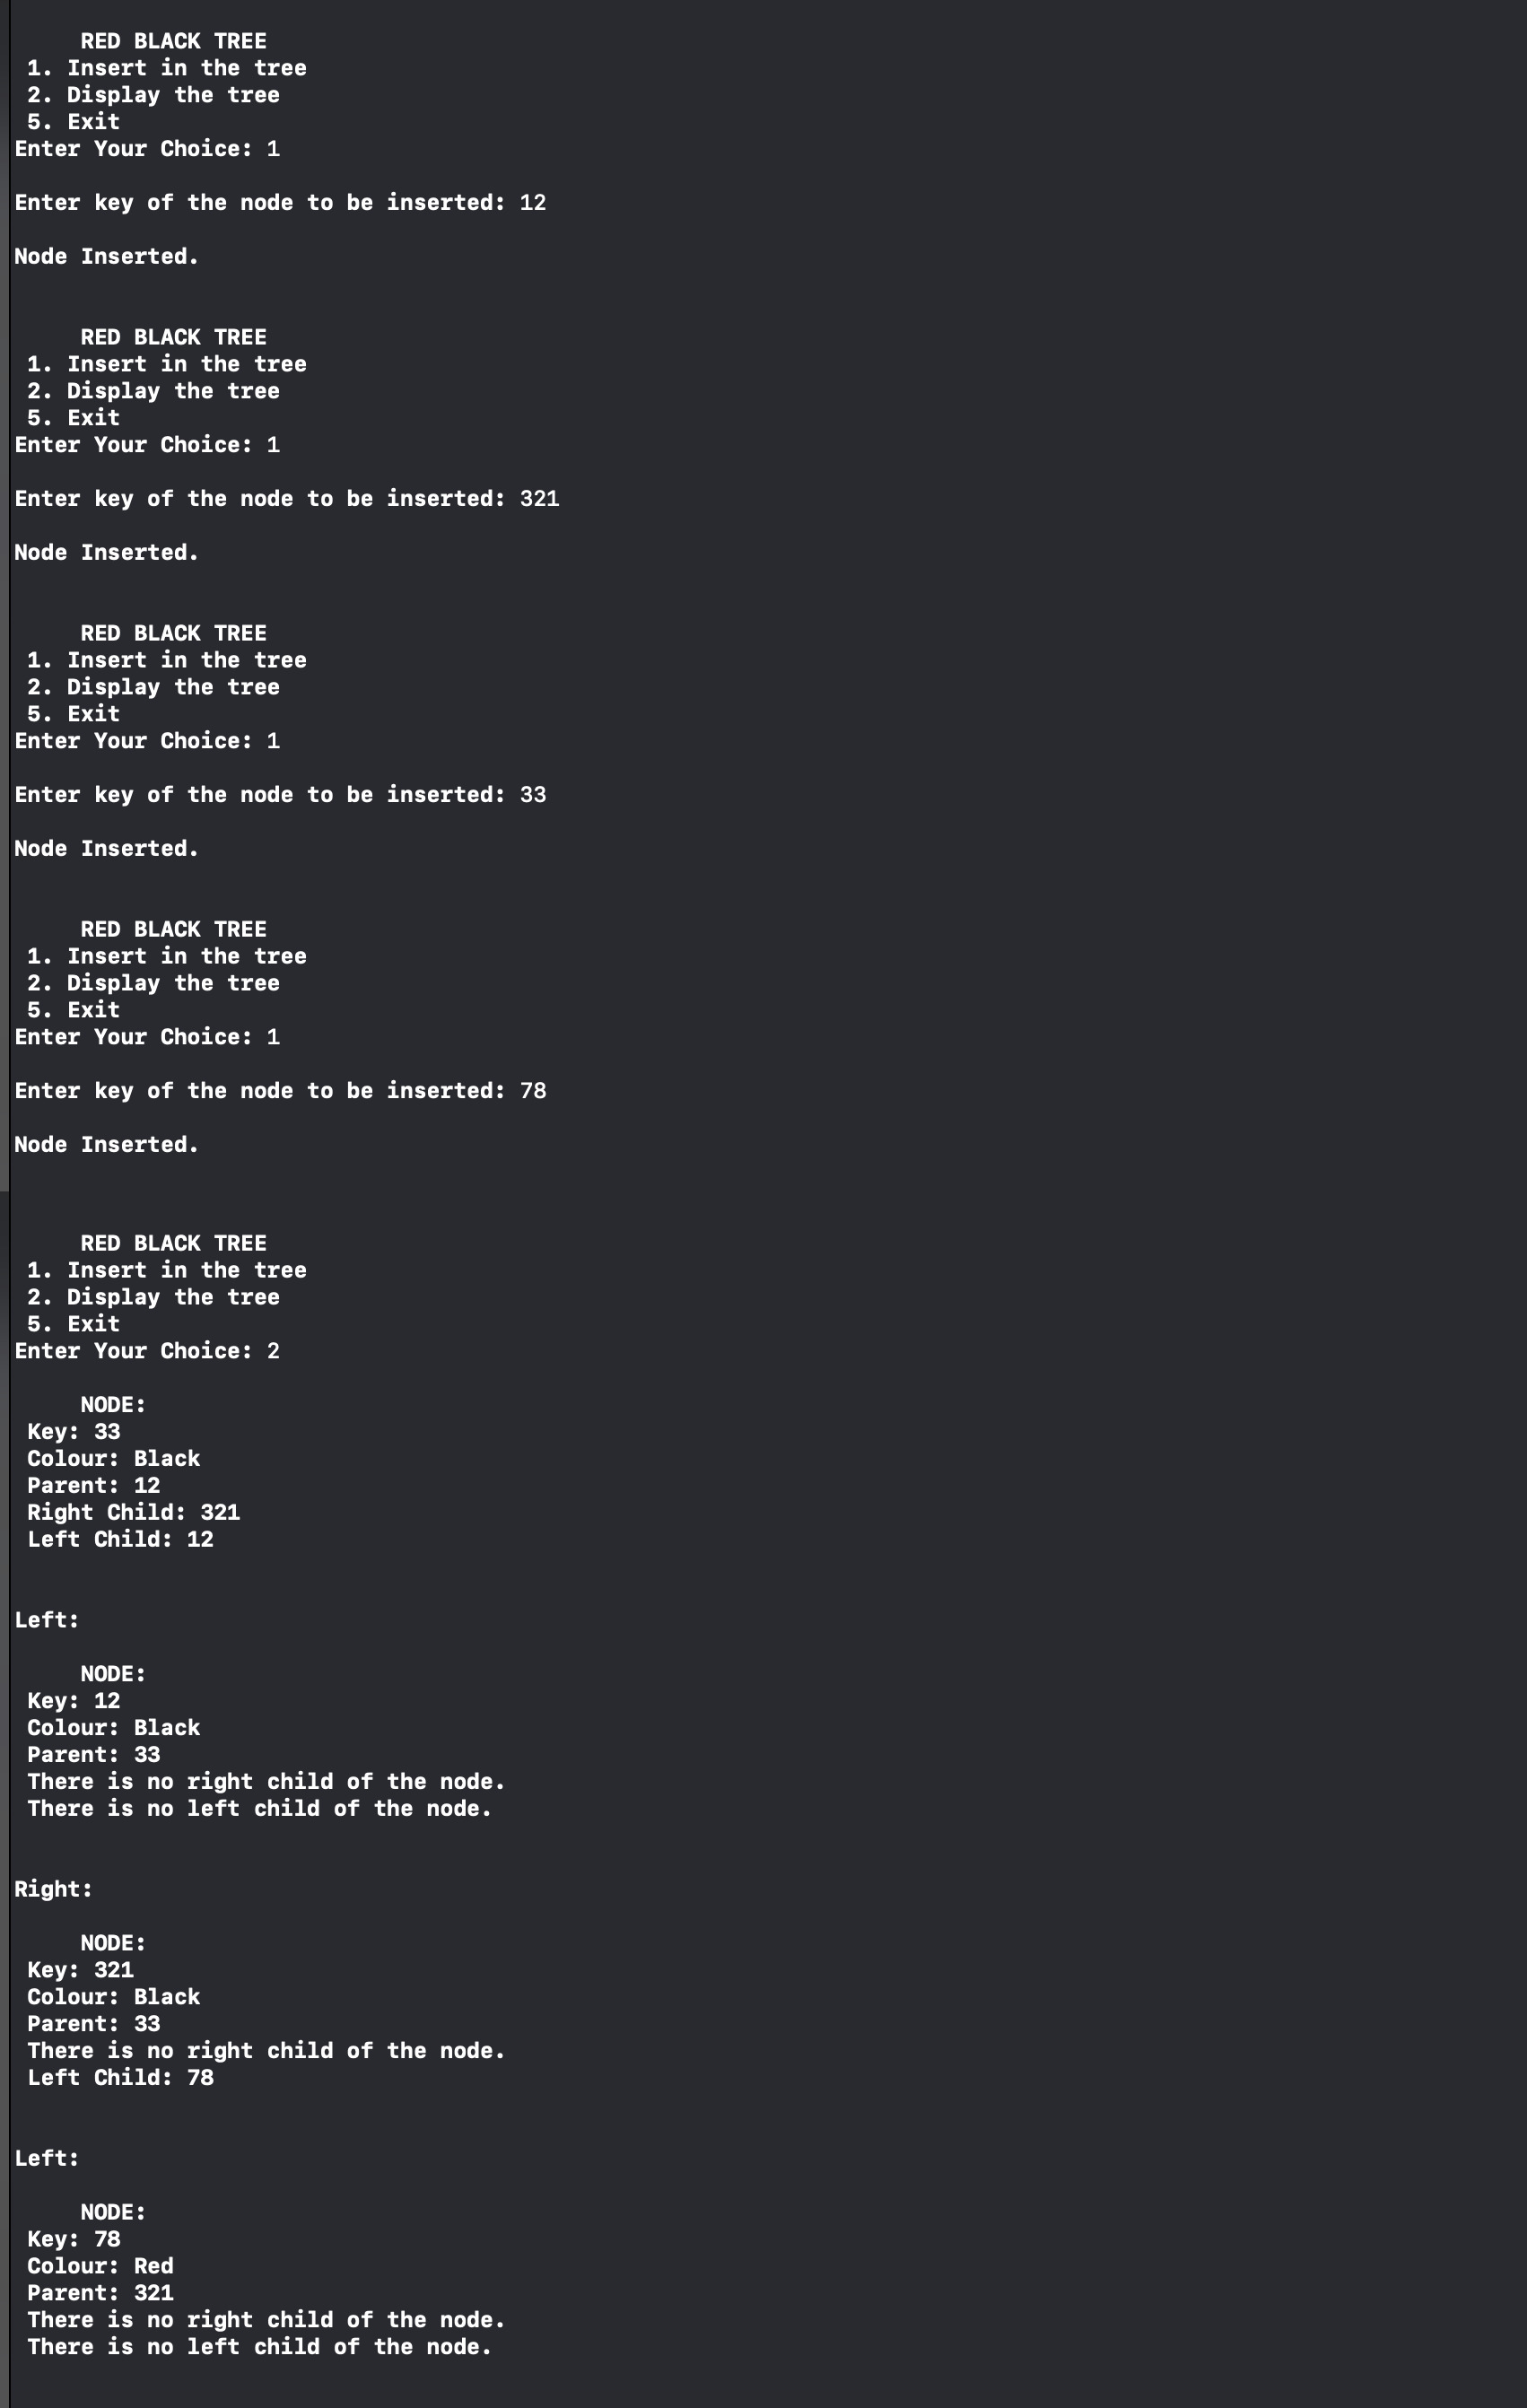 RED BLACK TREE
1. Insert in the tree
2. Display the tree
5. Exit
Enter Your Choice: 1
Enter key of the node to be inserted: 12
Node Inserted.
RED BLACK TREE
1. Insert in the tree
2. Display the tree
5. Exit
Enter Your Choice: 1
Enter key of the node to be inserted: 321
Node Inserted.
RED BLACK TREE
1. Insert in the tree
2. Display the tree
5. Exit
Enter Your Choice: 1
Enter key of the node to be inserted: 33
Node Inserted.
RED BLACK TREE
1. Insert in the tree
2. Display the tree
5. Exit
Enter Your Choice: 1
Enter key of the node to be inserted: 78
Node Inserted.
RED BLACK TREE
1. Insert in the tree
2. Display the tree
5. Exit
Enter Your Choice: 2
NODE:
Key: 33
Colour: Black
Parent: 12
Right Child: 321
Left Child: 12
Left:
NODE:
Key: 12
Colour: Black
Parent: 33
There is no right child of the node.
There is no left child of the node.
Right:
NODE:
Key: 321
Colour: Black
Parent: 33
There is no right child of the node.
Left Child: 78
Left:
NODE:
Key: 78
Colour: Red
Parent: 321
There is no right child of the node.
There is no left child of the node.